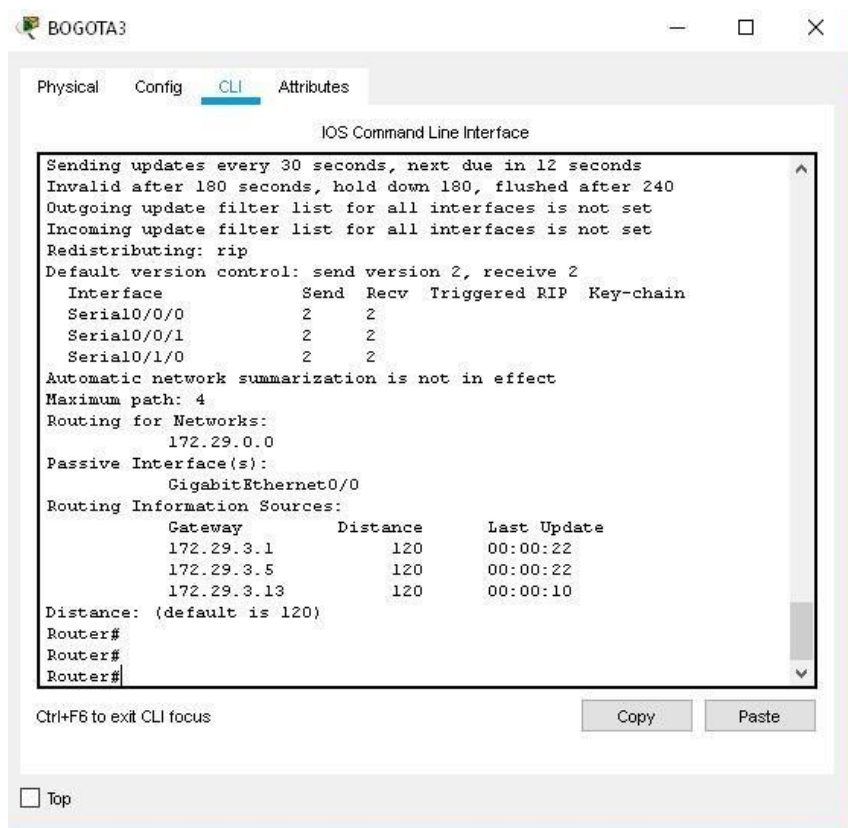 BOGOTA3
Physical Config CLI Attributes
IOS Command Line Interface
Sending updates every 30 seconds, next due in 12 seconds
Invalid after 180 seconds, hold down 180, flushed after 240
Outgoing update filter list for all interfaces is not set
Incoming update filter list for all interfaces is not set
Redistributing: rip
Default version control: send version 2, receive 2
Interface Send Recv Triggered RIP Key-chain
Serial0/0/0 2 2
Serial0/0/1 2 2
Serial0/1/0 2 2
Automatic network summarization is not in effect
Maximum path: 4
Routing for Networks:
172.29.0.0
Passive Interface(s):
GigabitEthernet0/0
Routing Information Sources:
Gateway Distance Last Update
172.29.3.1 120 00:00:22
172.29.3.5 120 00:00:22
172.29.3.13 120 00:00:10
Distance: (default is 120)
Router#
Router#
Router#
Ctrl+F6 to exit CLI focus Copy Paste
Top